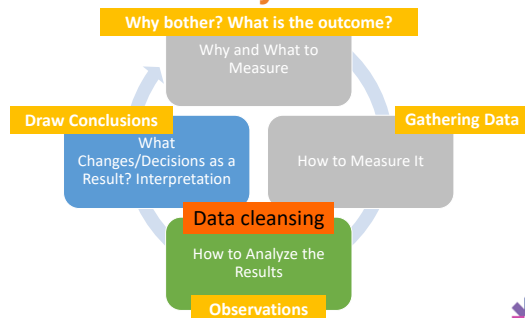 Why bother? What is the outcome?
Why and What to
Measure
Draw Conclusions
What
Changes/Decisions as a
Result? Interpretation
Gathering Data
How to Measure It
Data cleansing
How to Analyze the
Results
Observations